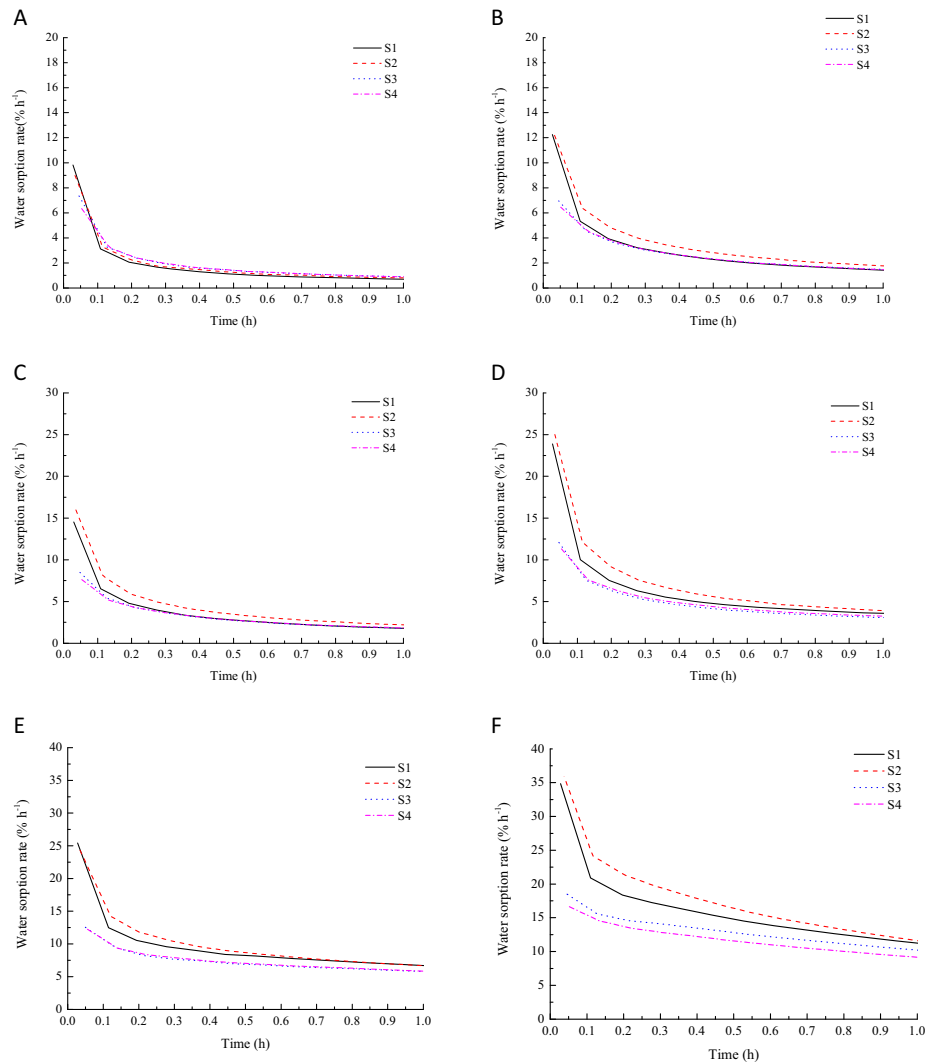 A
20
18
16
14
12
10
8
6
4
2
0
Water sorption rate(% h-1)
0.0 0.1 0.2 0.3 0.4 0.5 0.6 0.7 0.8 0.9 1.0
Time (h)
S1
S2
S3
S4
B
20
18
16
14
12
10
8
6
4
2
0
Water sorption rate (% h-1)
0.0 0.1 0.2 0.3 0.4 0.5 0.6 0.7 0.8 0.9 1.0
Time (h)
S1
S2
S3
S4
C
30
25
20
15
10
5
0
Water sorption rate (% h-1)
0.0 0.1 0.2 0.3 0.4 0.5 0.6 0.7 0.8 0.9 1.0
Time (h)
S1
S2
S3
S4
D
30
25
20
15
10
5
0
Water sorption rate (% h-1)
0.0 0.1 0.2 0.3 0.4 0.5 0.6 0.7 0.8 0.9 1.0
Time (h)
S1
S2
S3
S4
E
40
35
30
25
20
15
10
5
0
Water sorption rate (% h-1)
0.0 0.1 0.2 0.3 0.4 0.5 0.6 0.7 0.8 0.9 1.0
Time (h)
S1
S2
S3
S4
F
40
35
30
25
20
15
10
5
0
Water sorption rate (% h-1)
0.0 0.1 0.2 0.3 0.4 0.5 0.6 0.7 0.8 0.9 1.0
Time (h)
S1
S2
S3
S4